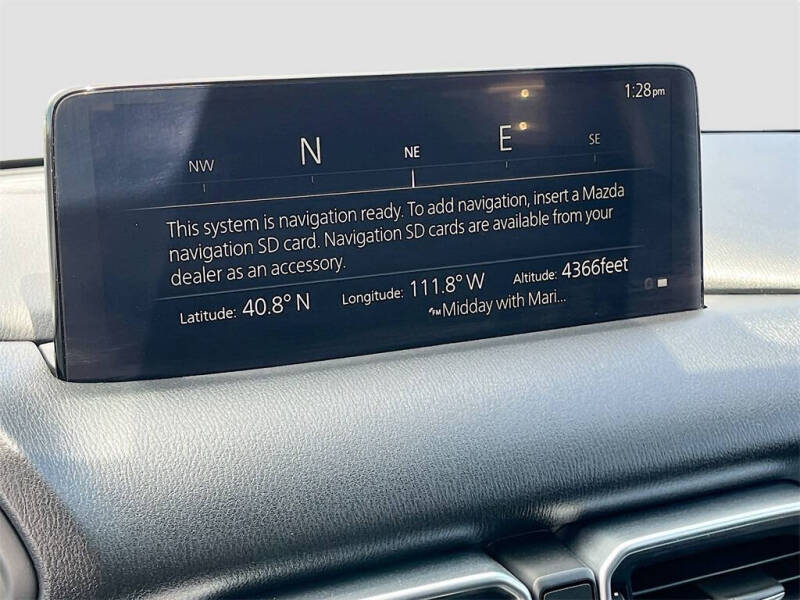 1:28pm
NW N NE E SE
This system is navigation ready. To add navigation, insert a Mazda
navigation SD card. Navigation SD cards are available from your
dealer as an accessory.
Latitude: 40.8° N Longitude: 111.8° W Altitude: 4366feet
FM Midday with Mari...